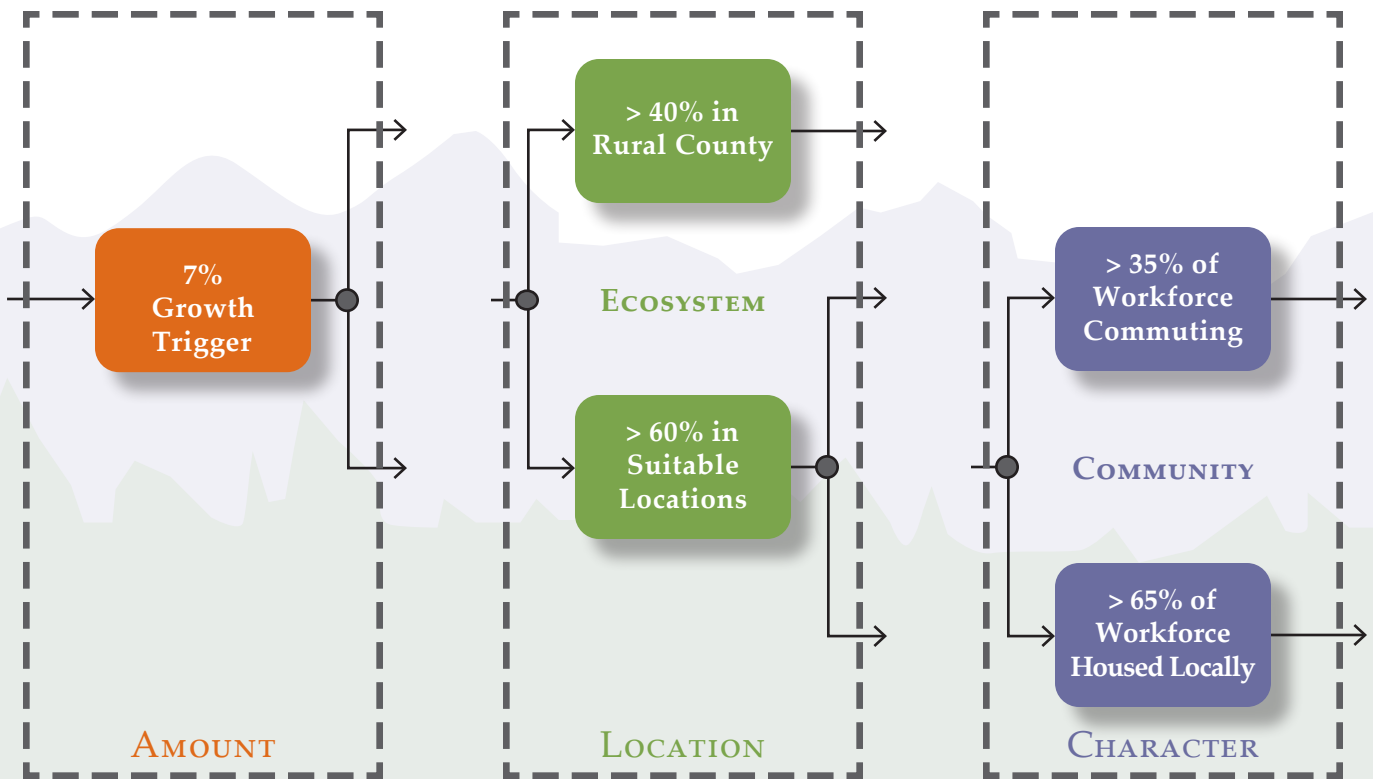 7%
Growth
Trigger
AMOUNT
> 40% in
Rural County
ECOSYSTEM
> 60% in
Suitable
Locations
LOCATION
> 35% of
Workforce
Commuting
COMMUNITY
> 65% of
Workforce
Housed Locally
CHARACTER